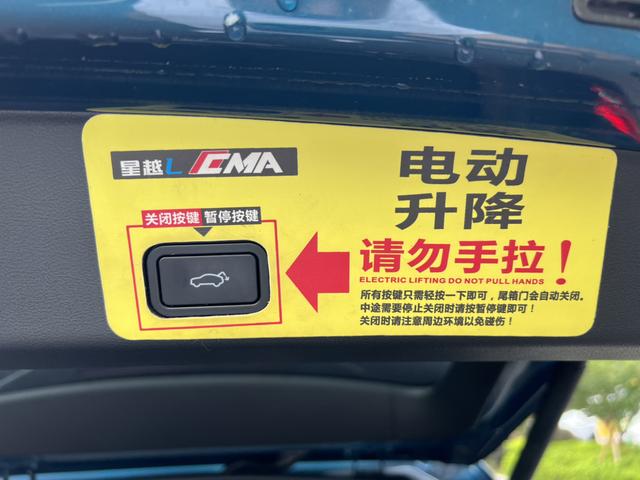 星越L CMA
电动
升降
关闭按键 暂停按键
请勿手拉!
ELECTRIC LIFTING DO NOT PULL HANDS
所有按键只需轻按一下即可，尾箱门会自动关闭。
中途需要停止关闭时请按暂停键即可！
关闭时请注意周边环境以免碰伤！